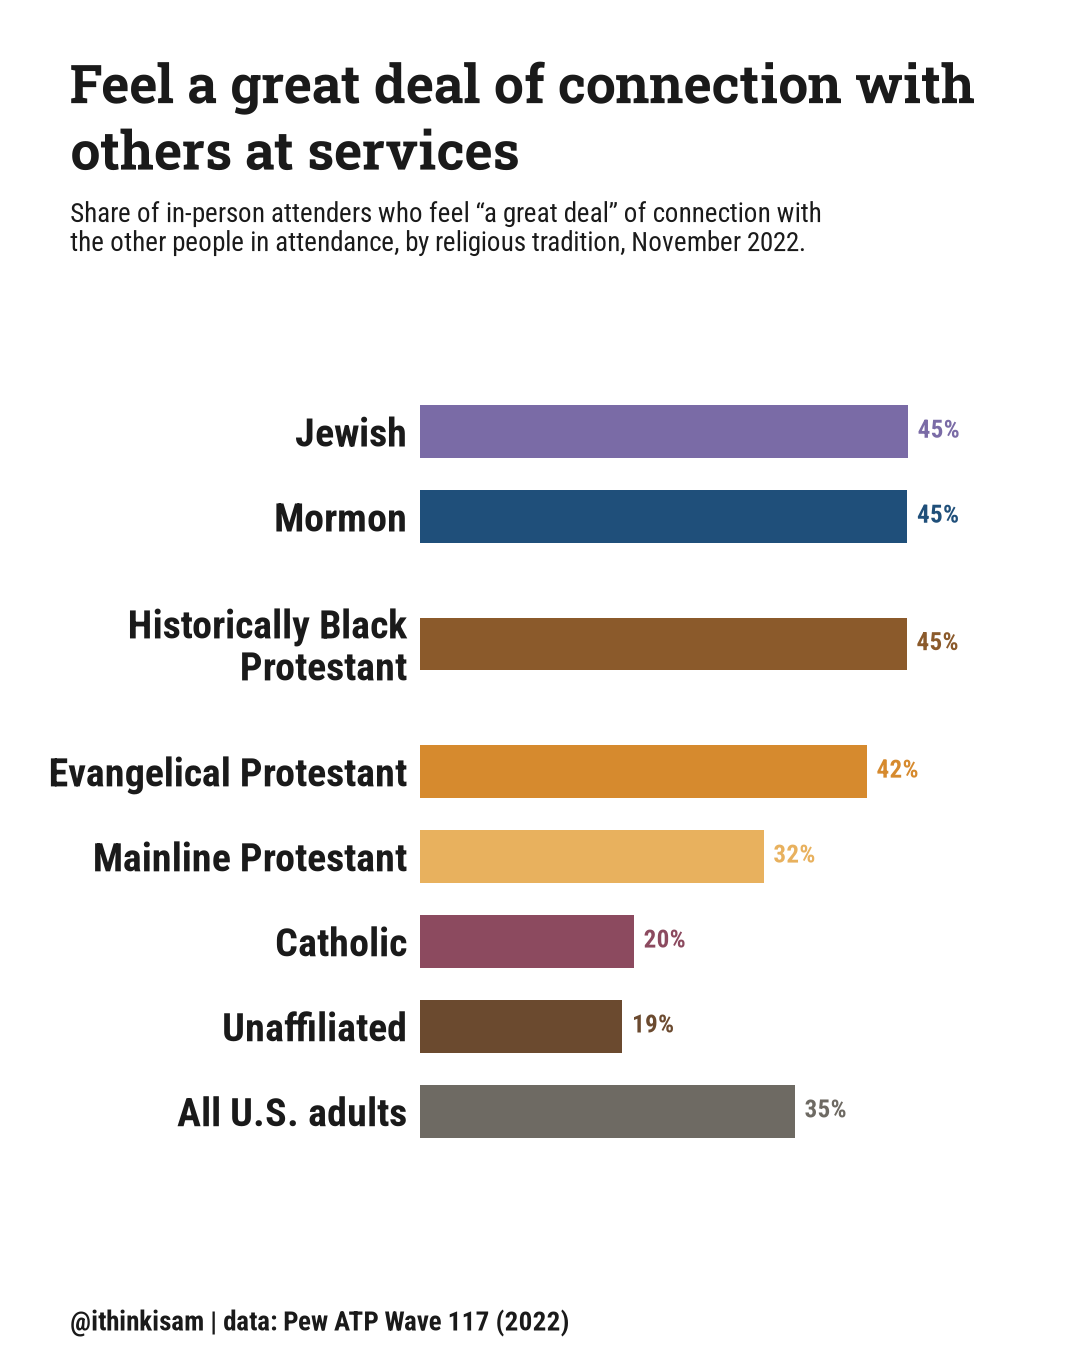 Feel a great deal of connection with
others at services
Share of in-person attenders who feel “a great deal” of connection with
the other people in attendance, by religious tradition, November 2022.
Jewish 45%
Mormon 45%
Historically Black
Protestant 45%
Evangelical Protestant 42%
Mainline Protestant 32%
Catholic 20%
Unaffiliated 19%
All U.S. adults 35%
@ithinkisam | data: Pew ATP Wave 117 (2022)